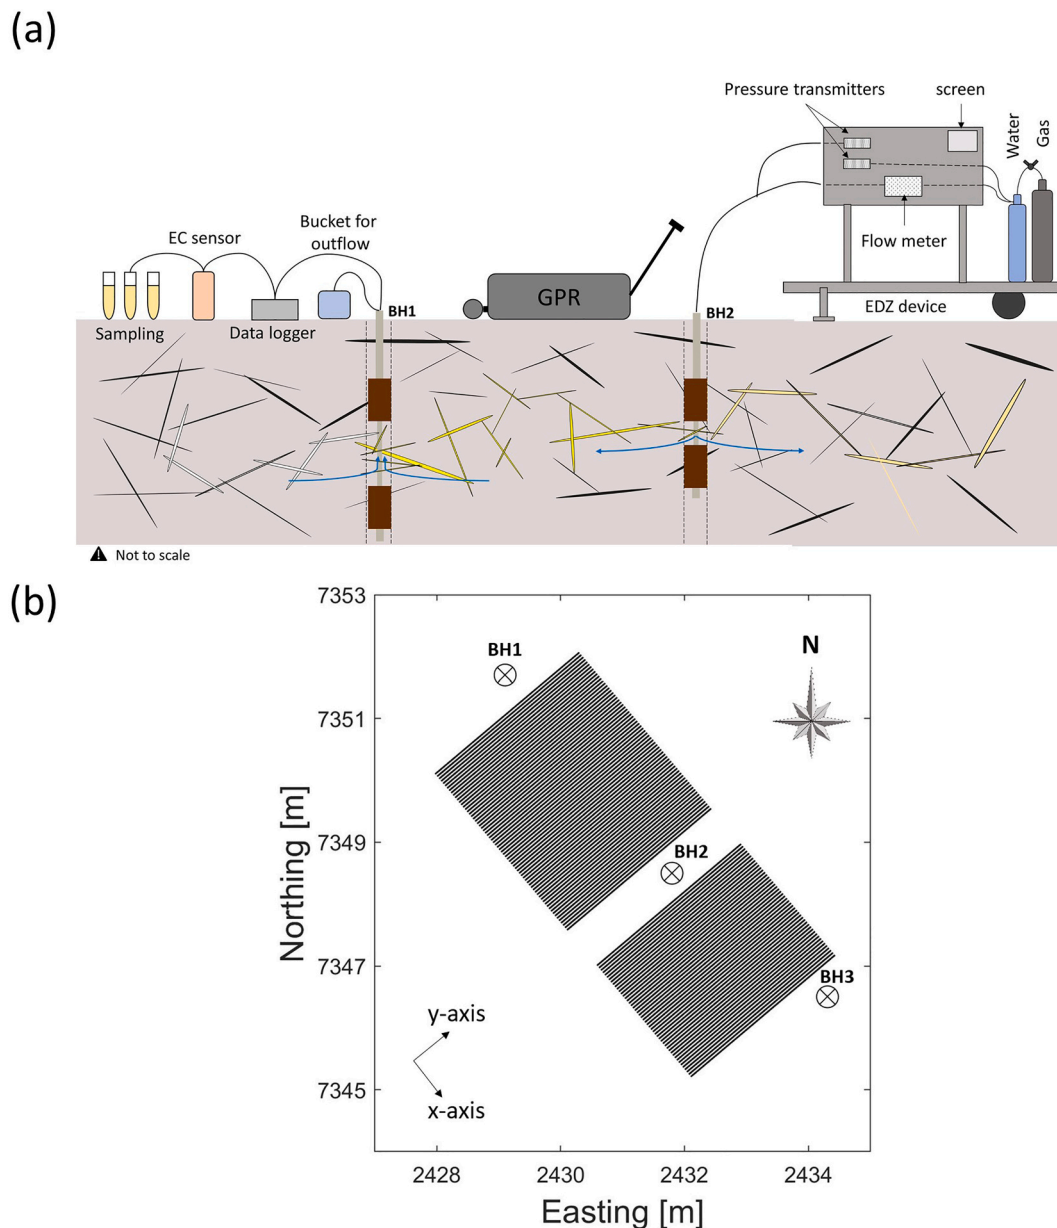 (a)
Pressure transmitters
screen
Water
Gas
EC sensor
Bucket for
outflow
Flow meter
GPR
BH1
BH2
EDZ device
Sampling
Data logger
Not to scale
(b)
7353
7351
7349
7347
7345
Northing [m]
BH1
N
BH2
BH3
y-axis
x-axis
2428
2430
2432
2434
Easting [m]